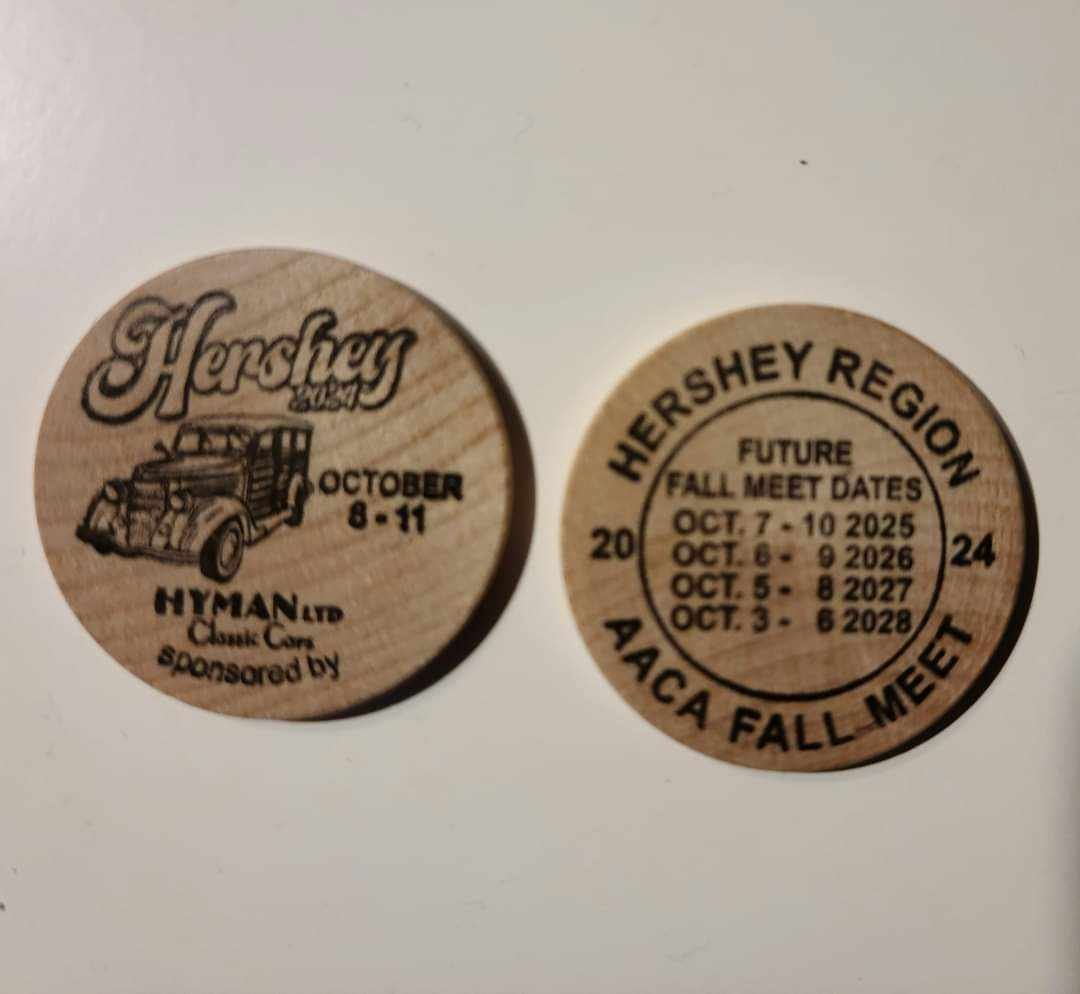 Hershey
2024
OCTOBER
8 - 11
HYMAN LTD
Classic Cars
sponsored by
HERSHEY REGION
FUTURE
FALL MEET DATES
OCT. 7 - 10 2025
OCT. 6 - 9 2026
OCT. 5 - 8 2027
OCT. 3 - 6 2028
20 24
AACA FALL MEET